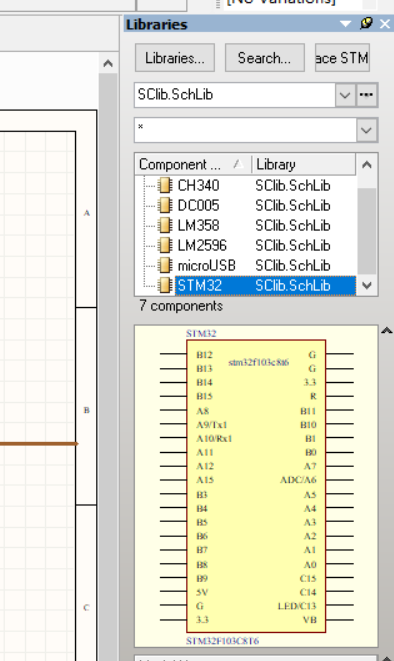 [No Variations]
Libraries
Libraries... Search... ace STM
SClib.SchLib
*
Component ... Library
CH340 SClib.SchLib
DC005 SClib.SchLib
LM358 SClib.SchLib
LM2596 SClib.SchLib
microUSB SClib.SchLib
STM32 SClib.SchLib
7 components
A
B
C
STM32
stm32f103c8t6
B12 G
B13 G
B14 3.3
B15 R
A8 B11
A9/Tx1 B10
A10/Rx1 B1
A11 B0
A12 A7
A15 ADC/A6
B3 A5
B4 A4
B5 A3
B6 A2
B7 A1
B8 A0
B9 C15
5V C14
G LED/C13
3.3 VB
STM32F103C8T6